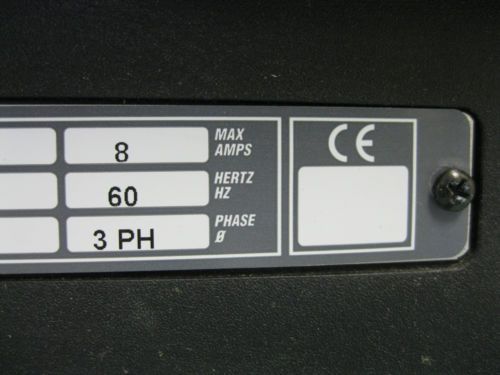 8 MAX AMPS
60 HERTZ HZ
3 PH PHASE Ø
CE